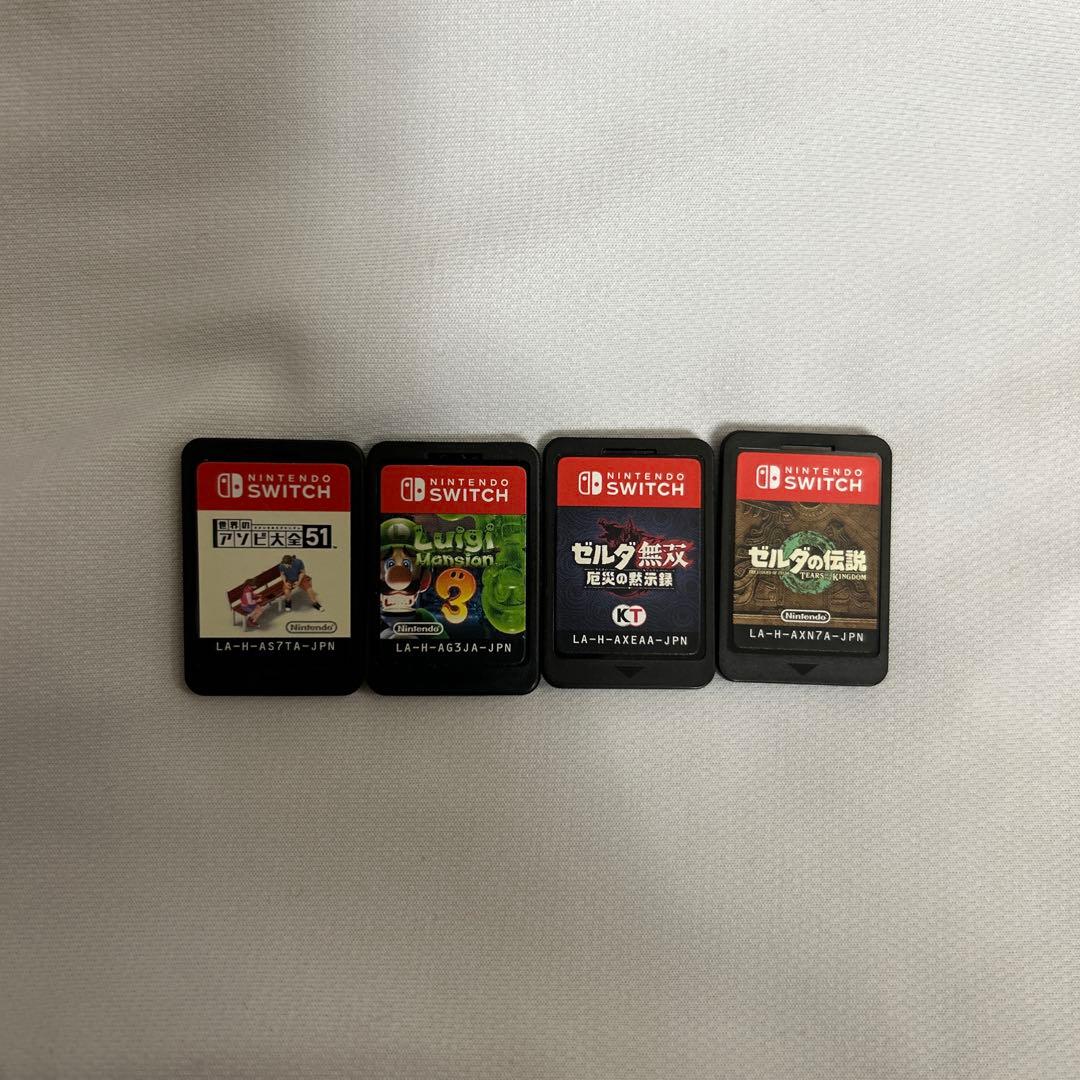 NINTENDO
SWITCH
世界の
アソビ大全51
Nintendo
LA-H-AS7TA-JPN
NINTENDO
SWITCH
Luigi
Mansion
3
Nintendo
LA-H-AG3JA-JPN
NINTENDO
SWITCH
ゼルダ無双
厄災の黙示録
KT
LA-H-AXEAA-JPN
NINTENDO
SWITCH
ゼルダの伝説
TEARS OF THE KINGDOM
Nintendo
LA-H-AXN7A-JPN